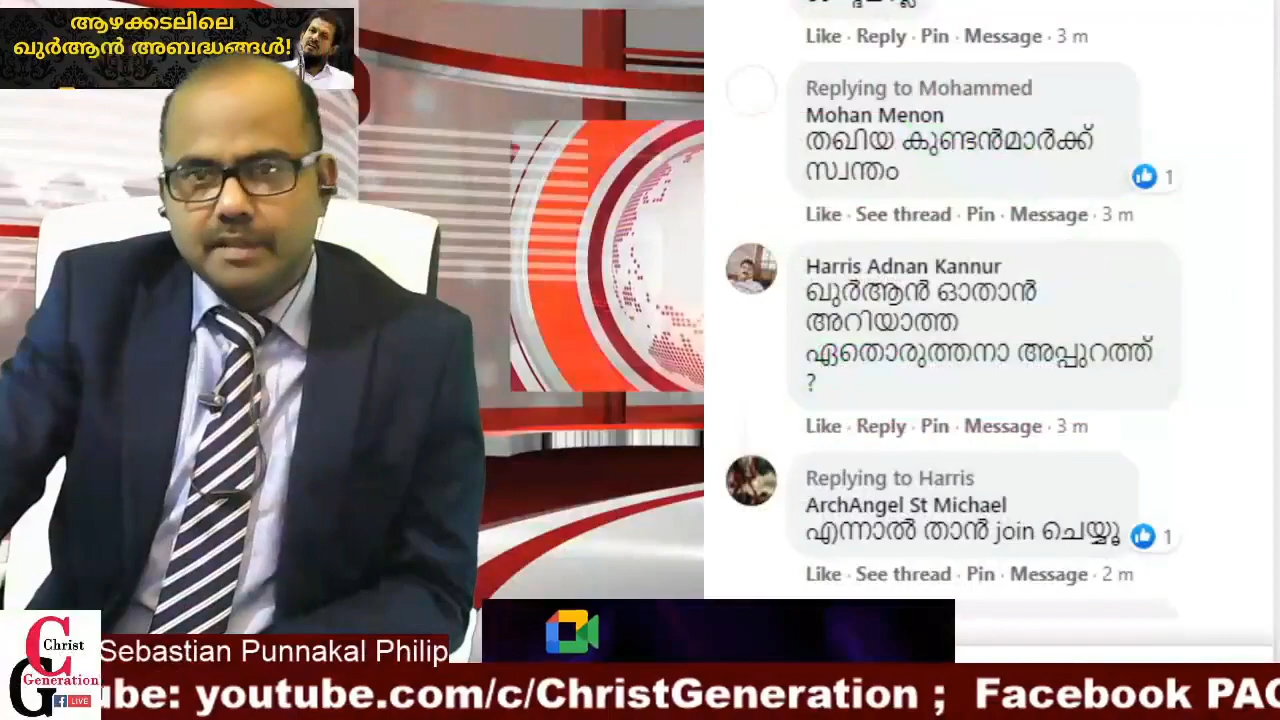 ആഴക്കടലിലെ
ഖുർആൻ അബദ്ധങ്ങൾ!
Like · Reply · Pin · Message · 3 m
Replying to Mohammed
Mohan Menon
തഖിയ കുണ്ടൻമാർക്ക്
സ്വന്തം
1
Like · See thread · Pin · Message · 3 m
Harris Adnan Kannur
ഖുർആൻ ഓതാൻ
അറിയാത്ത
ഏതൊരുത്തനാ അപ്പുറത്ത്
?
Like · Reply · Pin · Message · 3 m
Replying to Harris
ArchAngel St Michael
എന്നാൽ താൻ join ചെയ്യൂ
1
Like · See thread · Pin · Message · 2 m
Christ
Generation
LIVE
Sebastian Punnakal Philip
ube: youtube.com/c/ChristGeneration ; Facebook PAG